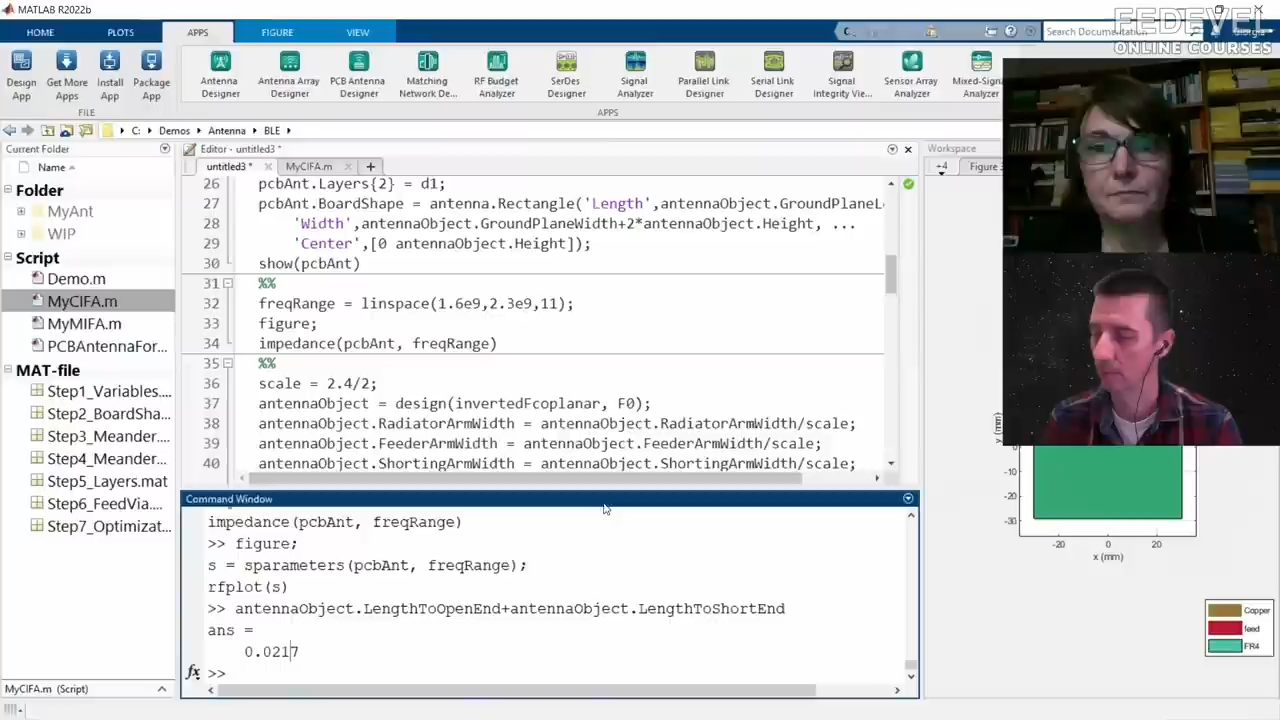 MATLAB R2022b
FEDEVEL
ONLINE COURSES
HOME PLOTS APPS FIGURE VIEW
Search Documentation
Design App
Get More Apps
Install App
Package App
Antenna Designer
Antenna Array Designer
PCB Antenna Designer
Matching Network De...
RF Budget Analyzer
SerDes Designer
Signal Analyzer
Parallel Link Designer
Serial Link Designer
Signal Integrity Vie...
Sensor Array Analyzer
Mixed-Signal Analyzer
FILE
APPS
C: Demos Antenna BLE
Current Folder
Name
Folder
MyAnt
WIP
Script
Demo.m
MyCIFA.m
MyMIFA.m
PCBAntennaFor...
MAT-file
Step1_Variables....
Step2_BoardSha...
Step3_Meander....
Step4_Meander...
Step5_Layers.mat
Step6_FeedVia....
Step7_Optimizat...
MyCIFA.m (Script)
Editor - untitled3 *
untitled3 * MyCIFA.m
26 pcbAnt.Layers{2} = d1;
27 pcbAnt.BoardShape = antenna.Rectangle('Length',antennaObject.GroundPlaneLe
28 'Width',antennaObject.GroundPlaneWidth+2*antennaObject.Height, ...
29 'Center',[0 antennaObject.Height]);
30 show(pcbAnt)
31 %%
32 freqRange = linspace(1.6e9,2.3e9,11);
33 figure;
34 impedance(pcbAnt, freqRange)
35 %%
36 scale = 2.4/2;
37 antennaObject = design(invertedFcoplanar, F0);
38 antennaObject.RadiatorArmWidth = antennaObject.RadiatorArmWidth/scale;
39 antennaObject.FeederArmWidth = antennaObject.FeederArmWidth/scale;
40 antennaObject.ShortingArmWidth = antennaObject.ShortingArmWidth/scale;
Command Window
impedance(pcbAnt, freqRange)
>> figure;
s = sparameters(pcbAnt, freqRange);
rfplot(s)
>> antennaObject.LengthToOpenEnd+antennaObject.LengthToShortEnd
ans =
0.0217
fx >>
Workspace
+4 Figure 3
y (mm)
-10
-20
-30
-20 0 20
x (mm)
Copper
feed
FR4